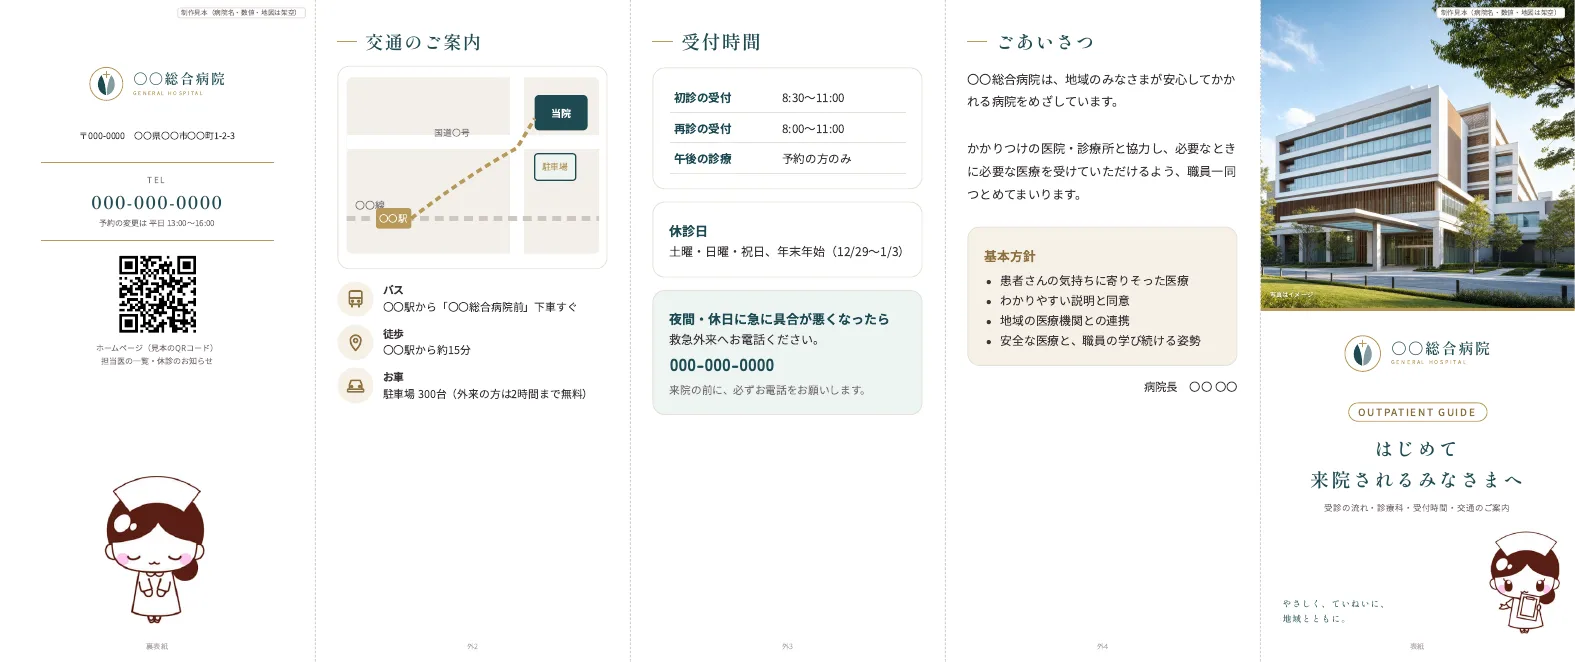 制作見本（病院名・数値・地図は架空）
〇〇総合病院
GENERAL HOSPITAL
〒000-0000　〇〇県〇〇市〇〇町1-2-3
TEL
000-000-0000
予約の変更は 平日 13:00〜16:00
ホームページ（見本のQRコード）
担当医の一覧・休診のお知らせ
裏表紙
交通のご案内
当院
国道〇号
駐車場
〇〇線
〇〇駅
バス
〇〇駅から「〇〇総合病院前」下車すぐ
徒歩
〇〇駅から約15分
お車
駐車場 300台（外来の方は2時間まで無料）
外2
受付時間
初診の受付　8:30〜11:00
再診の受付　8:00〜11:00
午後の診療　予約の方のみ
休診日
土曜・日曜・祝日、年末年始（12/29〜1/3）
夜間・休日に急に具合が悪くなったら
救急外来へお電話ください。
000-000-0000
来院の前に、必ずお電話をお願いします。
外3
ごあいさつ
〇〇総合病院は、地域のみなさまが安心してかか
れる病院をめざしています。
かかりつけの医院・診療所と協力し、必要なとき
に必要な医療を受けていただけるよう、職員一同
つとめてまいります。
基本方針
• 患者さんの気持ちに寄りそった医療
• わかりやすい説明と同意
• 地域の医療機関との連携
• 安全な医療と、職員の学び続ける姿勢
病院長　〇〇 〇〇
外4
制作見本（病院名・数値・地図は架空）
写真はイメージ
〇〇総合病院
GENERAL HOSPITAL
OUTPATIENT GUIDE
はじめて
来院されるみなさまへ
受診の流れ・診療科・受付時間・交通のご案内
やさしく、ていねいに、
地域とともに。
表紙